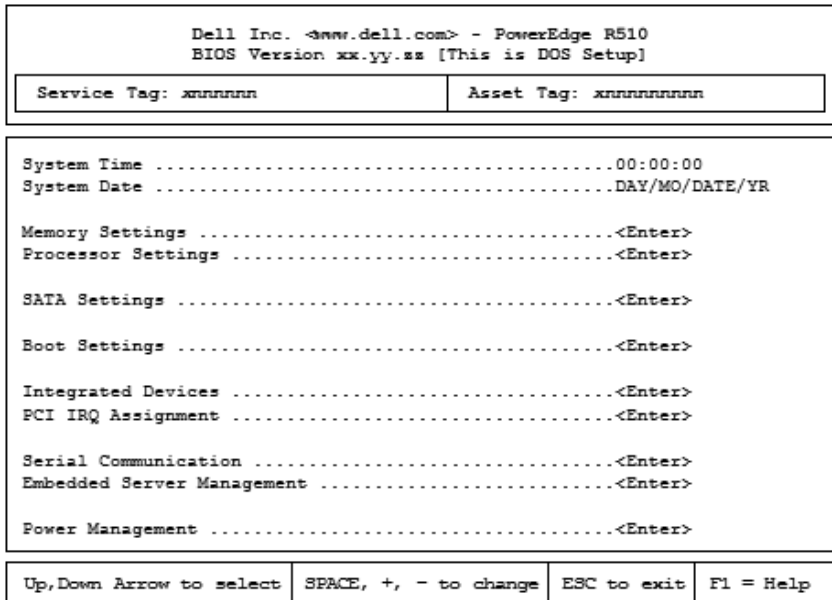 Dell Inc. <www.dell.com> - PowerEdge R510
BIOS Version xx.yy.zz [This is DOS Setup]
Service Tag: xnnnnnn
Asset Tag: xnnnnnnnnn
System Time ..........................................00:00:00
System Date ..........................................DAY/MO/DATE/YR
Memory Settings ......................................<Enter>
Processor Settings ...................................<Enter>
SATA Settings ........................................<Enter>
Boot Settings ........................................<Enter>
Integrated Devices ...................................<Enter>
PCI IRQ Assignment ...................................<Enter>
Serial Communication .................................<Enter>
Embedded Server Management ...........................<Enter>
Power Management .....................................<Enter>
Up,Down Arrow to select
SPACE, +, - to change
ESC to exit
F1 = Help